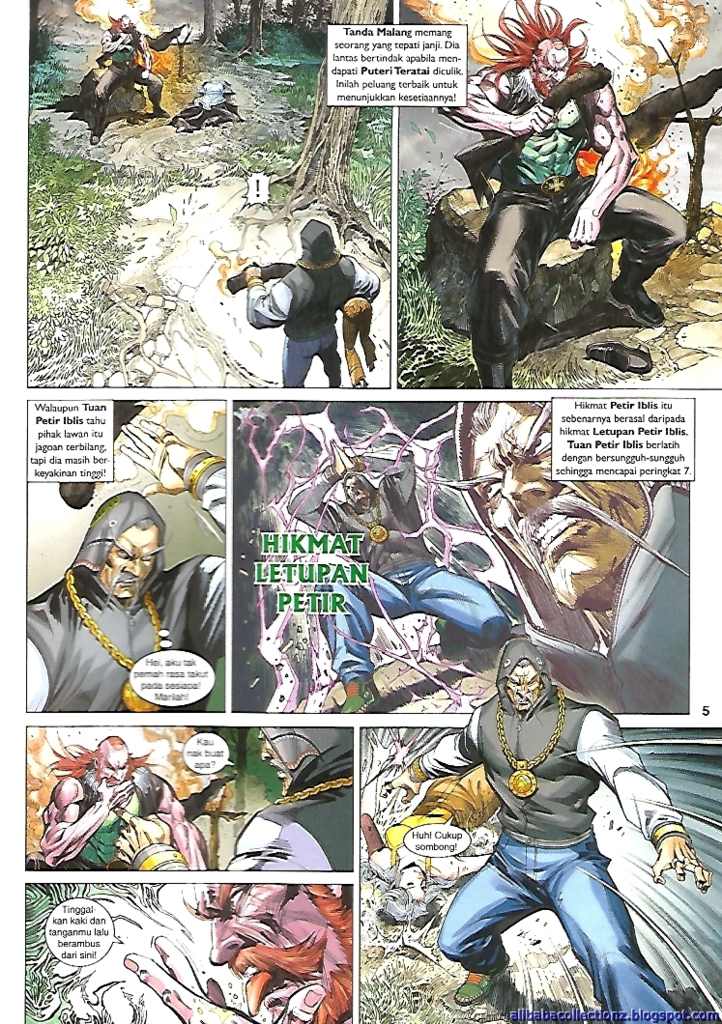 Tanda Malang memang
seorang yang tepati janji. Dia
lantas bertindak apabila men-
dapati Puteri Teratai diculik.
Inilah peluang terbaik untuk
menunjukkan kesetiaannya!
!
Walaupun Tuan
Petir Iblis tahu
pihak lawan itu
jagoan terbilang,
tapi dia masih ber-
keyakinan tinggi!
Hei, aku tak
pernah rasa takut
pada sesiapa!
Marilah!
Hikmat Petir Iblis itu
sebenarnya berasal daripada
hikmat Letupan Petir Iblis.
Tuan Petir Iblis berlatih
dengan bersungguh-sungguh
sehingga mencapai peringkat 7.
HIKMAT
LETUPAN
PETIR
5
Kau
nak buat
apa?
Huh! Cukup
sombong!
Tinggal-
kan kaki dan
tanganmu lalu
berambus
dari sini!
alibabacollectionz.blogspot.com